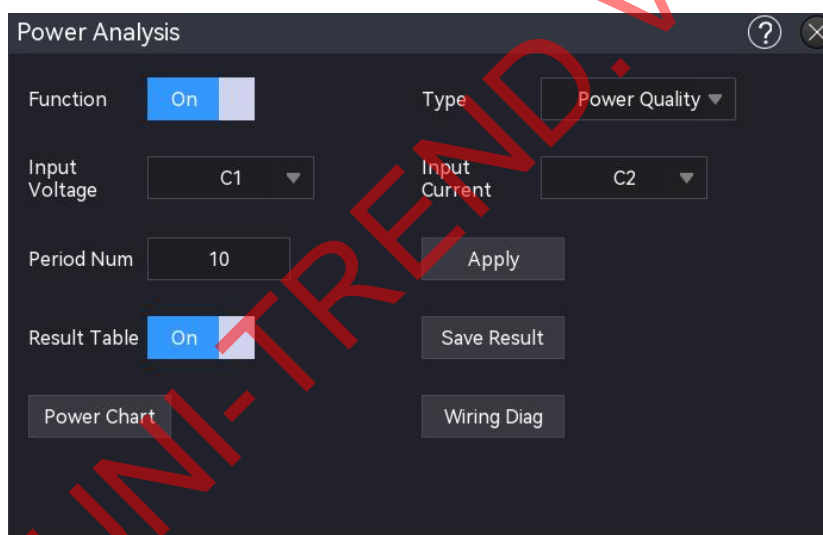 Power Analysis
?
Function On Type Power Quality
Input Voltage C1 Input Current C2
Period Num 10 Apply
Result Table On Save Result
Power Chart Wiring Diag
UNI-TREND.